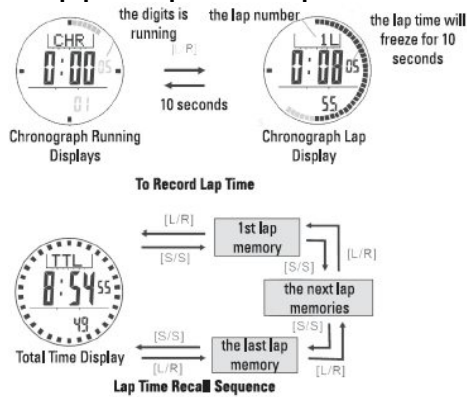 the digits is
running
the lap number
the lap time will
freeze for 10
seconds
CHR
0:00 05
01
[L/R]
10 seconds
1L
0:08 05
55
Chronograph Running
Displays
Chronograph Lap
Display
To Record Lap Time
TTL
8:54 55
49
Total Time Display
[L/R]
[S/S]
1st lap
memory
[L/R]
[S/S]
the next lap
memories
[S/S]
[S/S]
[L/R]
the last lap
memory
[L/R]
Lap Time Recall Sequence